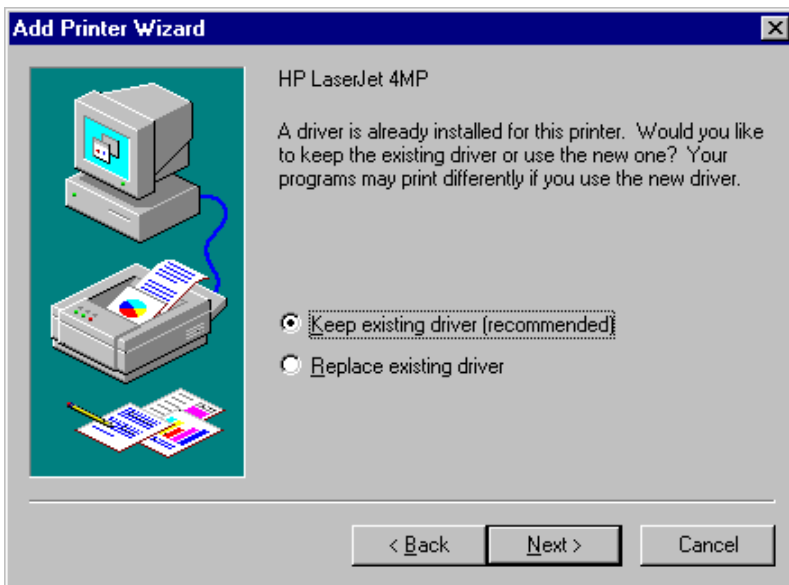 Add Printer Wizard
HP LaserJet 4MP
A driver is already installed for this printer.  Would you like
to keep the existing driver or use the new one?  Your
programs may print differently if you use the new driver.
Keep existing driver (recommended)
Replace existing driver
< Back
Next >
Cancel